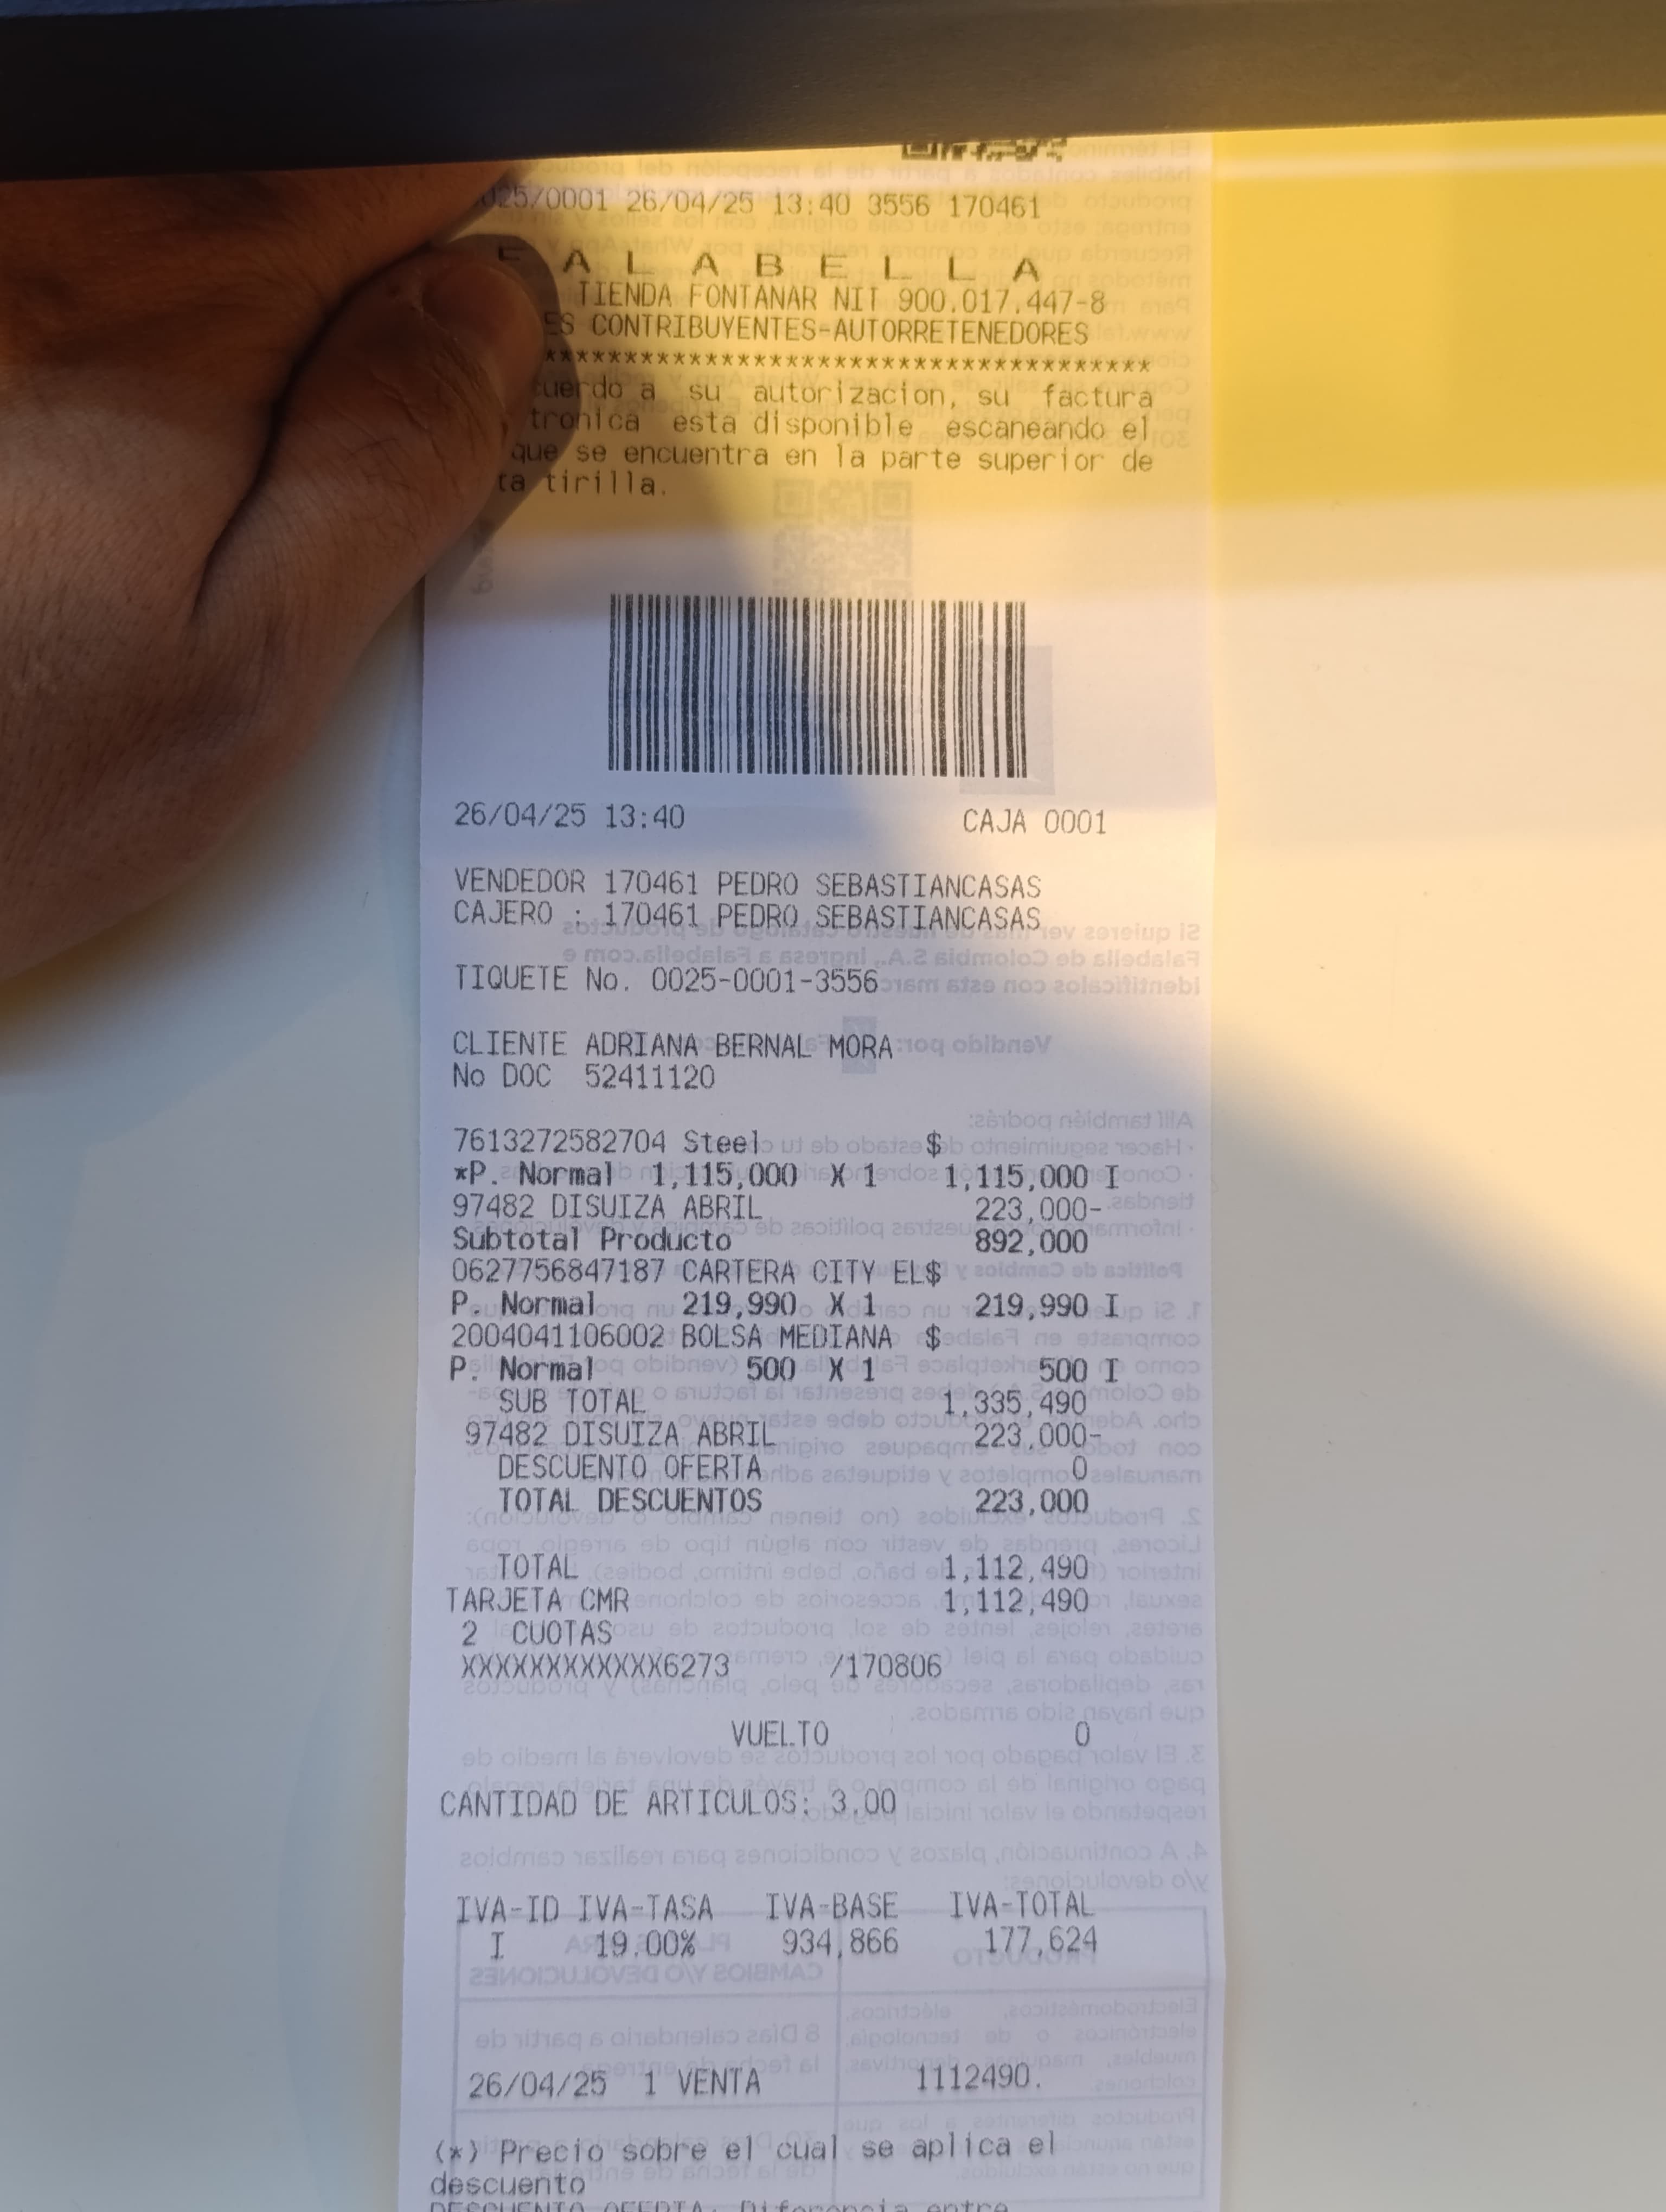 025/0001 26/04/25 13:40 3556 170461
F A L A B E L L A
TIENDA FONTANAR NIT 900.017.447-8
ES CONTRIBUYENTES-AUTORRETENEDORES
**************************************
cuerdo a su autorizacion, su factura
tronica esta disponible escaneando el
que se encuentra en la parte superior de
ta tirilla.
26/04/25 13:40 CAJA 0001
VENDEDOR 170461 PEDRO SEBASTIANCASAS
CAJERO : 170461 PEDRO SEBASTIANCASAS
TIQUETE No. 0025-0001-3556
CLIENTE ADRIANA BERNAL MORA
No DOC 52411120
7613272582704 Steel $
*P. Normal 1,115,000 X 1 1,115,000 I
97482 DISUIZA ABRIL 223,000-
Subtotal Producto 892,000
0627756847187 CARTERA CITY EL$
P. Normal 219,990 X 1 219,990 I
2004041106002 BOLSA MEDIANA $
P. Normal 500 X 1 500 I
SUB TOTAL 1,335,490
97482 DISUIZA ABRIL 223,000-
DESCUENTO OFERTA 0
TOTAL DESCUENTOS 223,000
TOTAL 1,112,490
TARJETA CMR 1,112,490
2 CUOTAS
XXXXXXXXXXXX6273 /170806
VUELTO 0
CANTIDAD DE ARTICULOS: 3.00
IVA-ID IVA-TASA IVA-BASE IVA-TOTAL
I 19.00% 934,866 177,624
26/04/25 1 VENTA 1112490.
(*) Precio sobre el cual se aplica el
descuento
DESCUENTO OFERTA: Diferencia entre